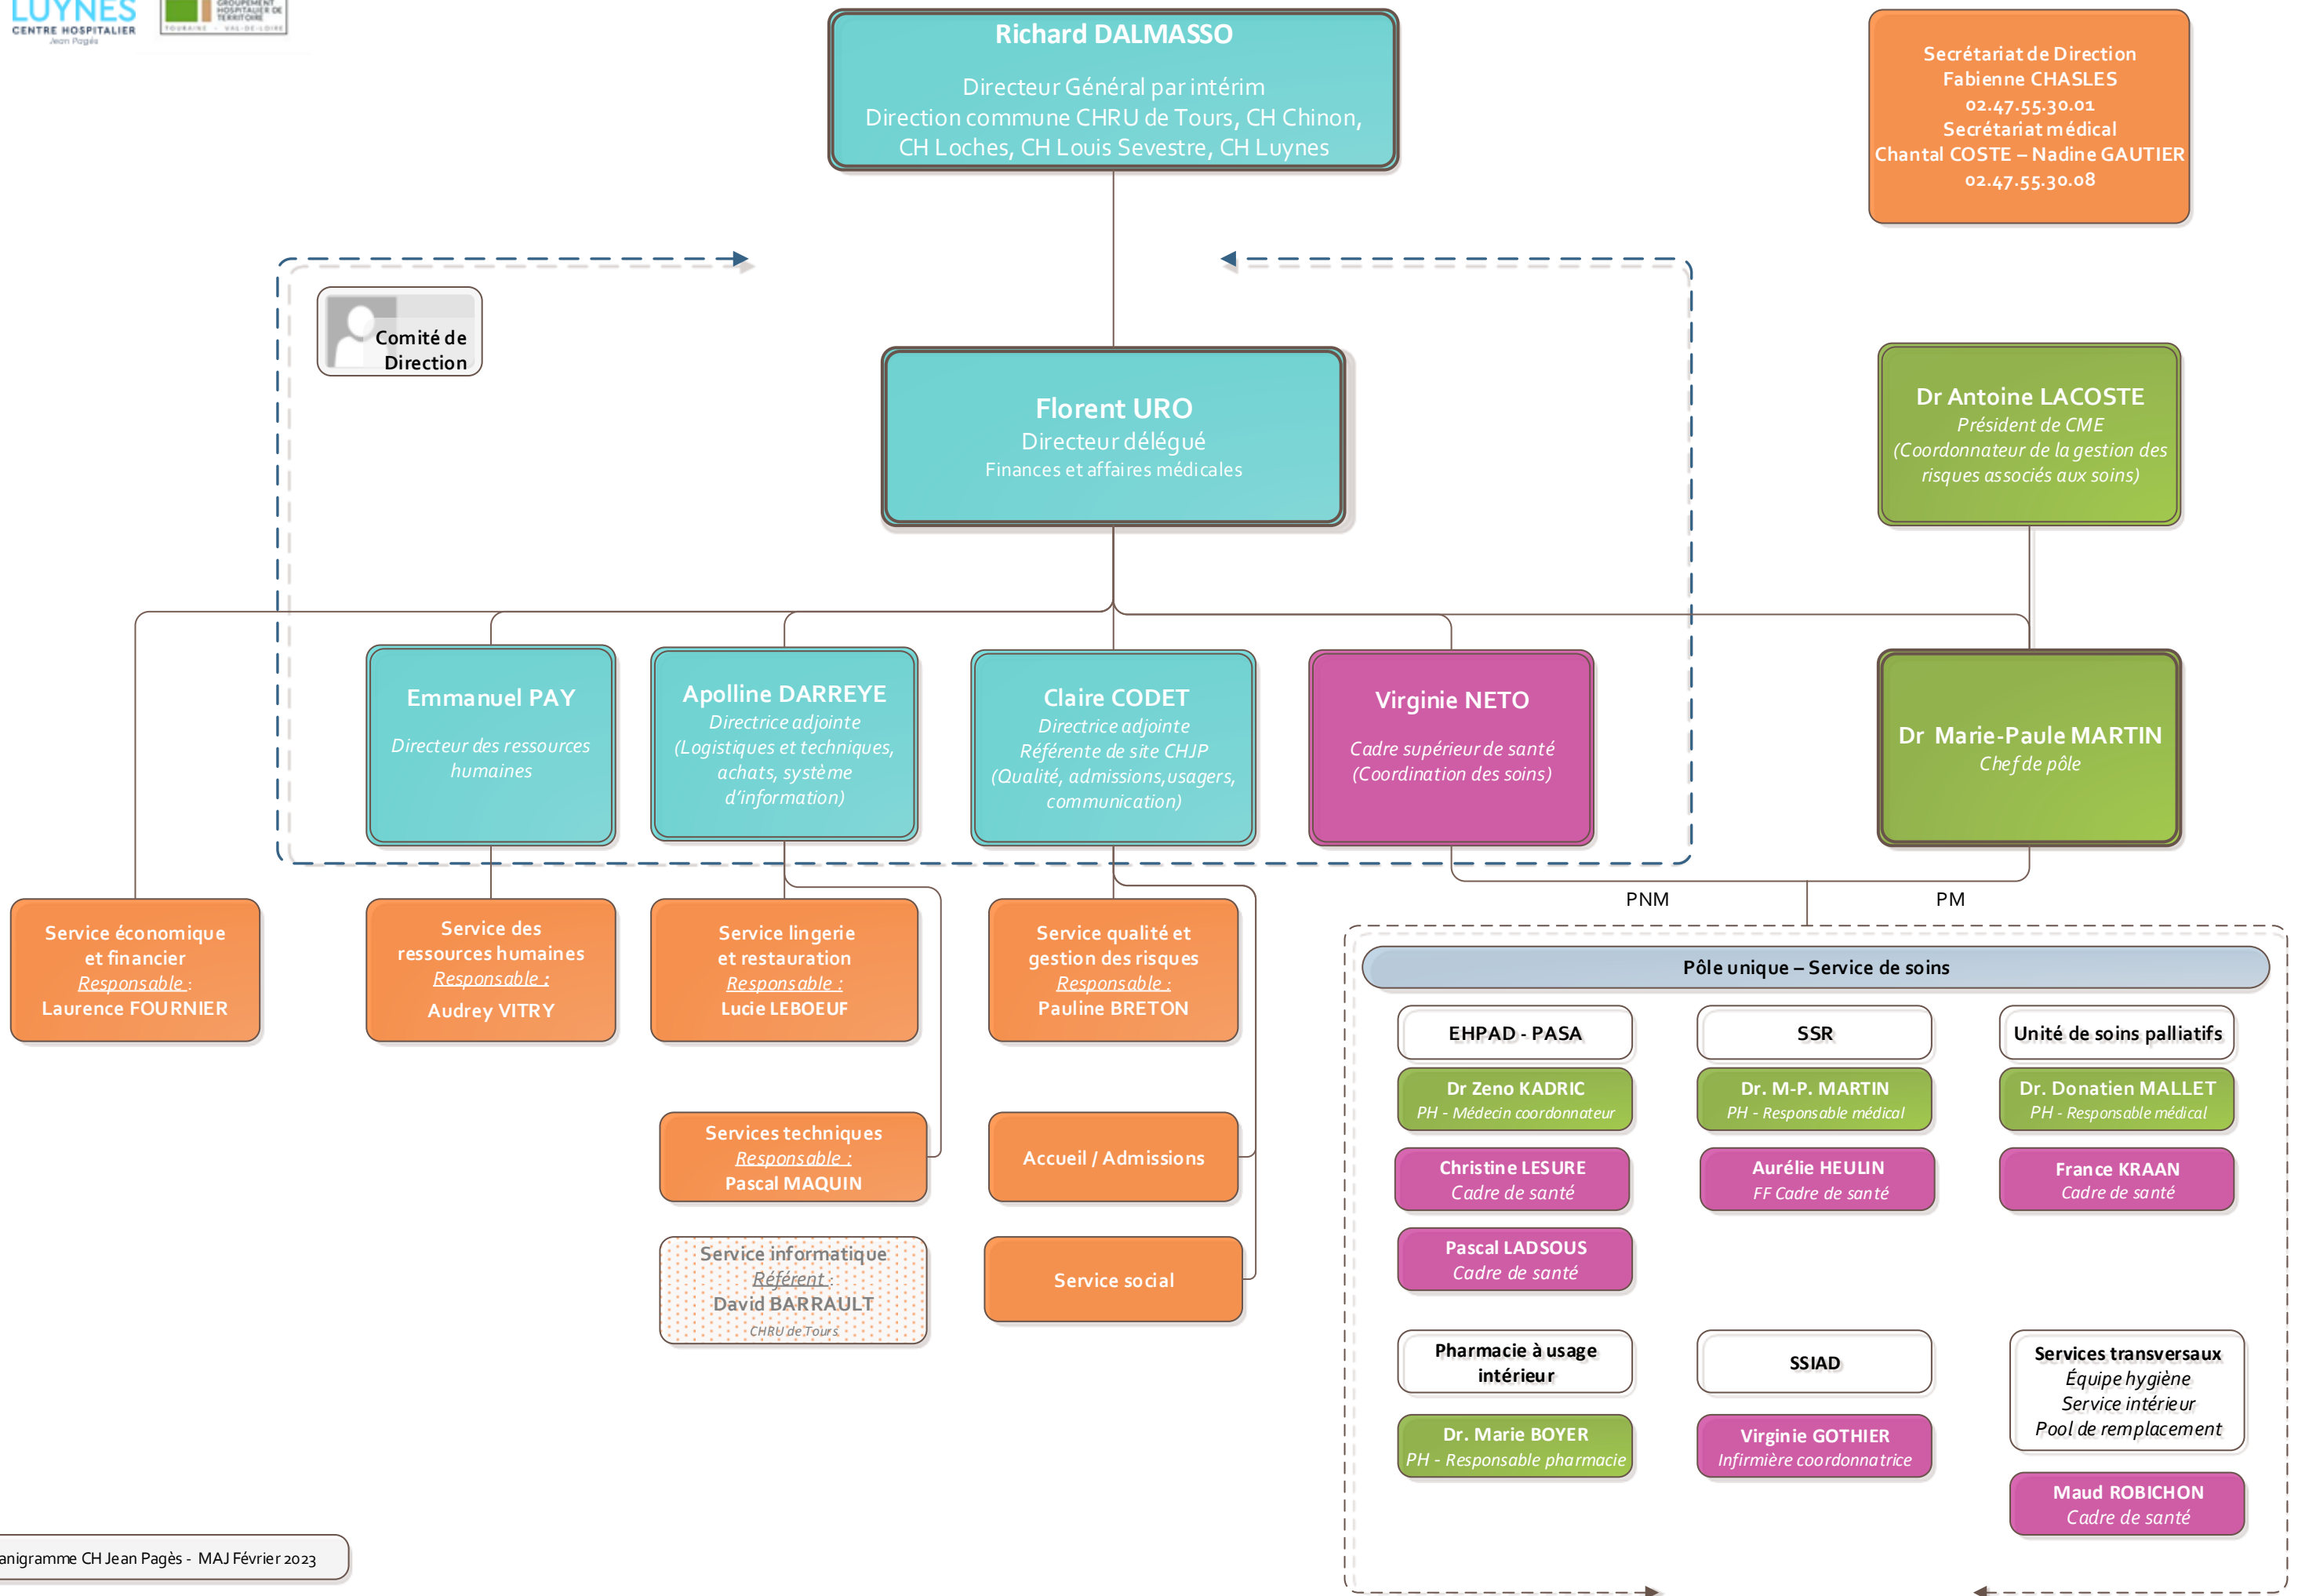 LUYNES
CENTRE HOSPITALIER
Jean Pagès
GROUPEMENT
HOSPITALIER DE
TERRITOIRE
TOURAINE - VAL-DE-LOIRE
Richard DALMASSO
Directeur Général par intérim
Direction commune CHRU de Tours, CH Chinon,
CH Loches, CH Louis Sevestre, CH Luynes
Secrétariat de Direction
Fabienne CHASLES
02.47.55.30.01
Secrétariat médical
Chantal COSTE – Nadine GAUTIER
02.47.55.30.08
Comité de
Direction
Florent URO
Directeur délégué
Finances et affaires médicales
Dr Antoine LACOSTE
Président de CME
(Coordonnateur de la gestion des
risques associés aux soins)
Emmanuel PAY
Directeur des ressources
humaines
Apolline DARREYE
Directrice adjointe
(Logistiques et techniques,
achats, système
d’information)
Claire CODET
Directrice adjointe
Référente de site CHJP
(Qualité, admissions,usagers,
communication)
Virginie NETO
Cadre supérieur de santé
(Coordination des soins)
Dr Marie-Paule MARTIN
Chef de pôle
PNM
PM
Service économique
et financier
Responsable :
Laurence FOURNIER
Service des
ressources humaines
Responsable :
Audrey VITRY
Service lingerie
et restauration
Responsable :
Lucie LEBOEUF
Service qualité et
gestion des risques
Responsable :
Pauline BRETON
Services techniques
Responsable :
Pascal MAQUIN
Accueil / Admissions
Service informatique
Référent :
David BARRAULT
CHRU de Tours
Service social
Pôle unique – Service de soins
EHPAD - PASA
Dr Zeno KADRIC
PH - Médecin coordonnateur
Christine LESURE
Cadre de santé
Pascal LADSOUS
Cadre de santé
SSR
Dr. M-P. MARTIN
PH - Responsable médical
Aurélie HEULIN
FF Cadre de santé
Unité de soins palliatifs
Dr. Donatien MALLET
PH - Responsable médical
France KRAAN
Cadre de santé
Pharmacie à usage
intérieur
Dr. Marie BOYER
PH - Responsable pharmacie
SSIAD
Virginie GOTHIER
Infirmière coordonnatrice
Services transversaux
Équipe hygiène
Service intérieur
Pool de remplacement
Maud ROBICHON
Cadre de santé
anigramme CH Jean Pagès - MAJ Février 2023